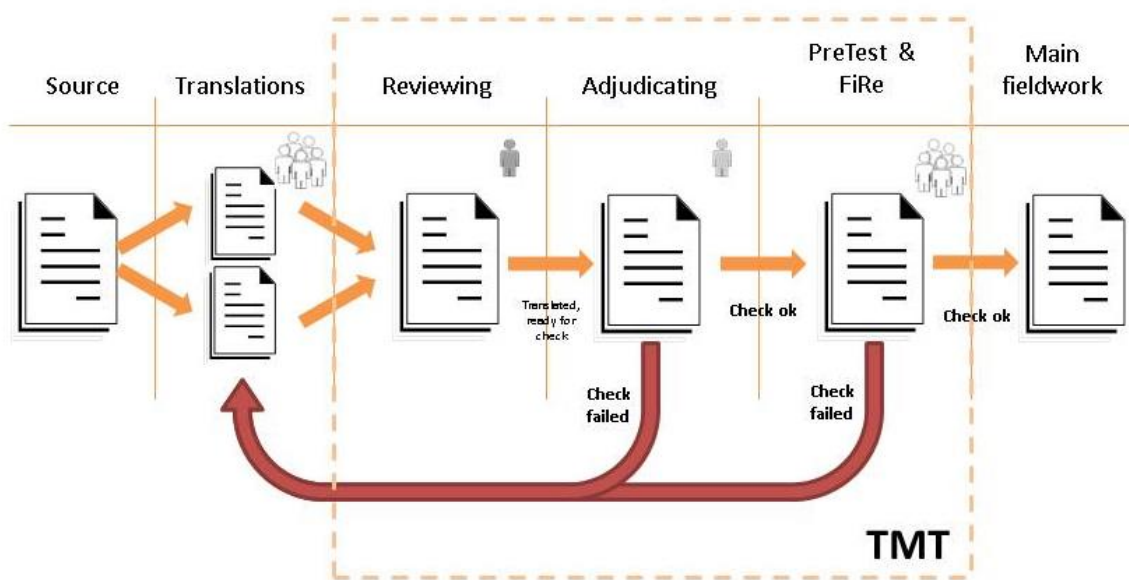 Source
Translations
Reviewing
Adjudicating
PreTest &
FiRe
Main
fieldwork
Translated,
ready for
check
Check ok
Check ok
Check
failed
Check
failed
TMT